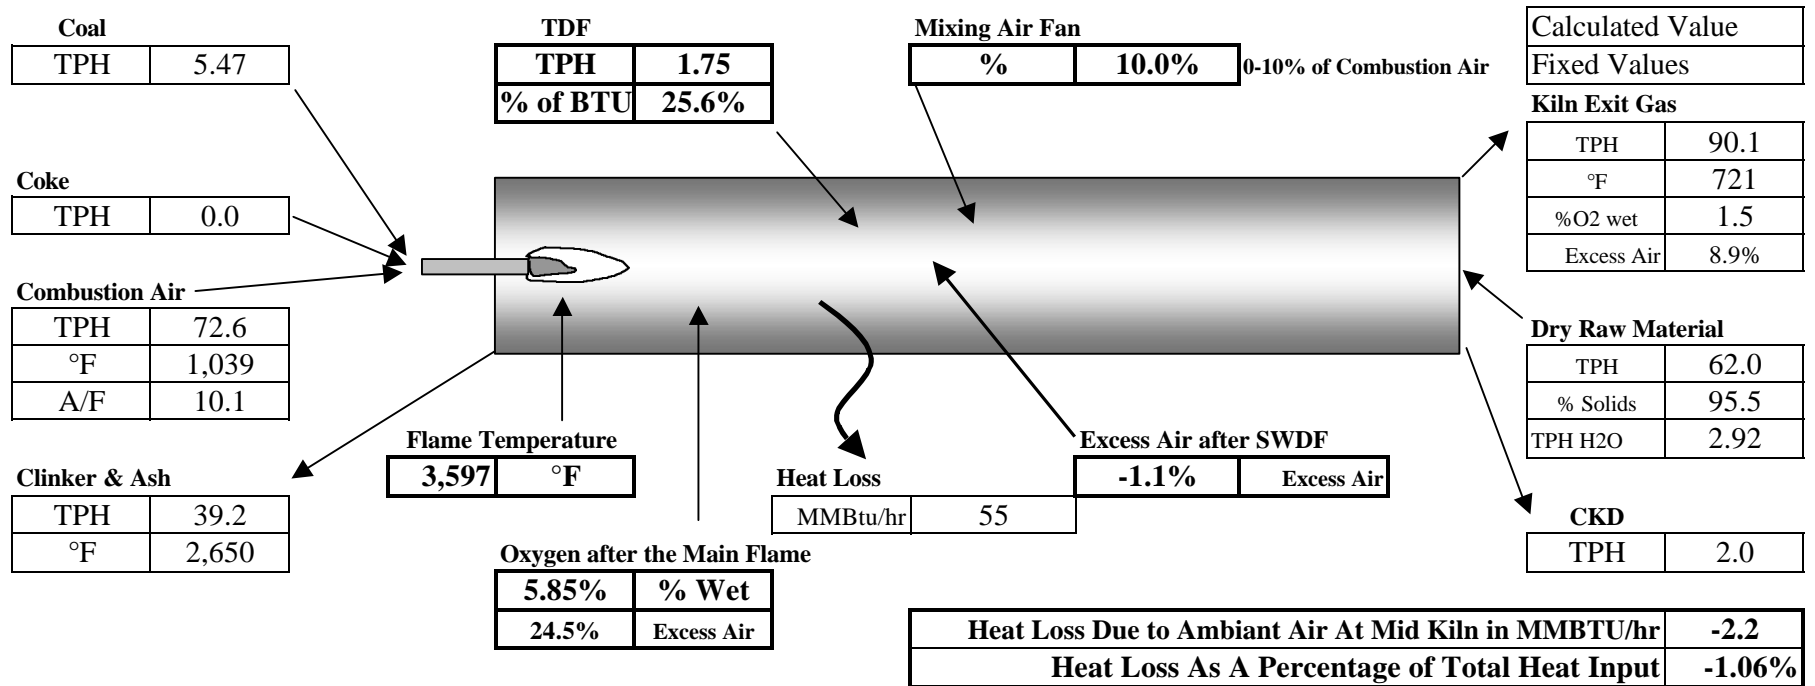 Coal
TPH 5.47
TDF
TPH 1.75
% of BTU 25.6%
Mixing Air Fan
% 10.0% 0-10% of Combustion Air
Calculated Value
Fixed Values
Kiln Exit Gas
TPH 90.1
°F 721
%O2 wet 1.5
Excess Air 8.9%
Coke
TPH 0.0
Combustion Air
TPH 72.6
°F 1,039
A/F 10.1
Dry Raw Material
TPH 62.0
% Solids 95.5
TPH H2O 2.92
Flame Temperature
3,597 °F
Excess Air after SWDF
-1.1% Excess Air
Heat Loss
MMBtu/hr 55
Clinker & Ash
TPH 39.2
°F 2,650
CKD
TPH 2.0
Oxygen after the Main Flame
5.85% % Wet
24.5% Excess Air
Heat Loss Due to Ambiant Air At Mid Kiln in MMBTU/hr -2.2
Heat Loss As A Percentage of Total Heat Input -1.06%